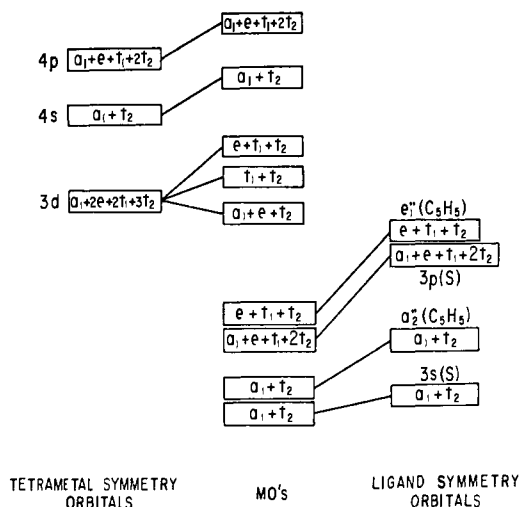 a₁+e+t₁+2t₂
4p a₁+e+t₁+2t₂
a₁+t₂
4s a₁+t₂
e+t₁+t₂
t₁+t₂
3d a₁+2e+2t₁+3t₂
a₁+e+t₂
e₁"(C₅H₅)
e+t₁+t₂
a₁+e+t₁+2t₂
3p(S)
e+t₁+t₂
a₁+e+t₁+2t₂
a₂"(C₅H₅)
a₁+t₂
a₁+t₂
3s(S)
a₁+t₂
a₁+t₂
TETRAMETAL SYMMETRY
ORBITALS
MO'S
LIGAND SYMMETRY
ORBITALS